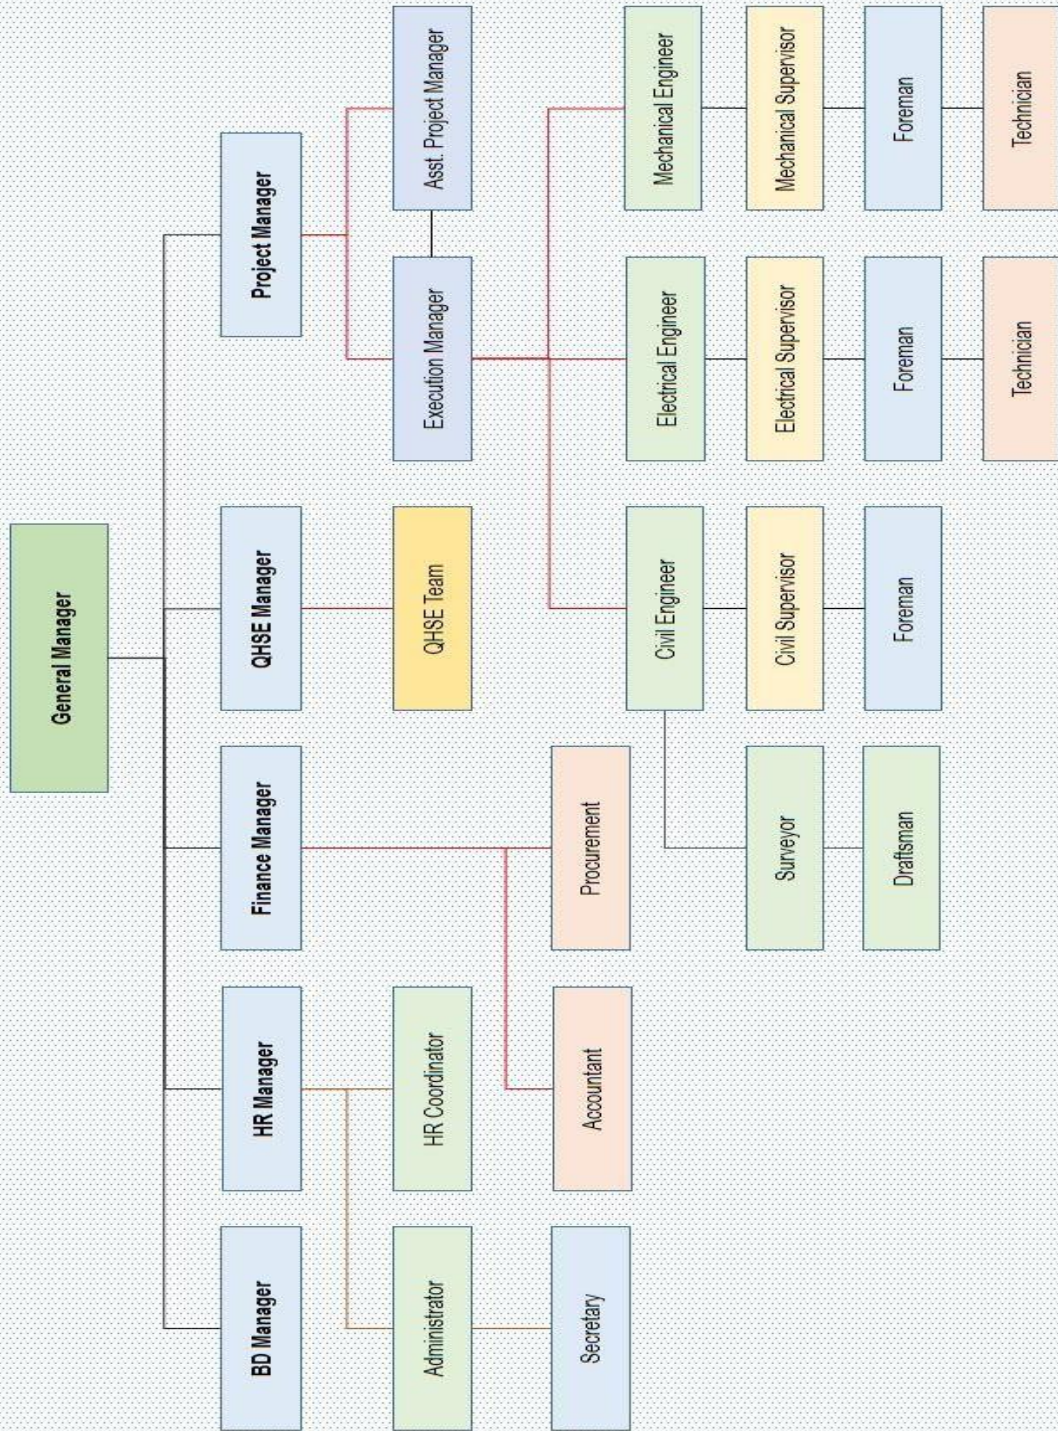 General Manager
BD Manager
HR Manager
Finance Manager
QHSE Manager
Project Manager
Administrator
HR Coordinator
QHSE Team
Execution Manager
Asst. Project Manager
Secretary
Accountant
Procurement
Civil Engineer
Electrical Engineer
Mechanical Engineer
Surveyor
Civil Supervisor
Electrical Supervisor
Mechanical Supervisor
Draftsman
Foreman
Foreman
Foreman
Technician
Technician